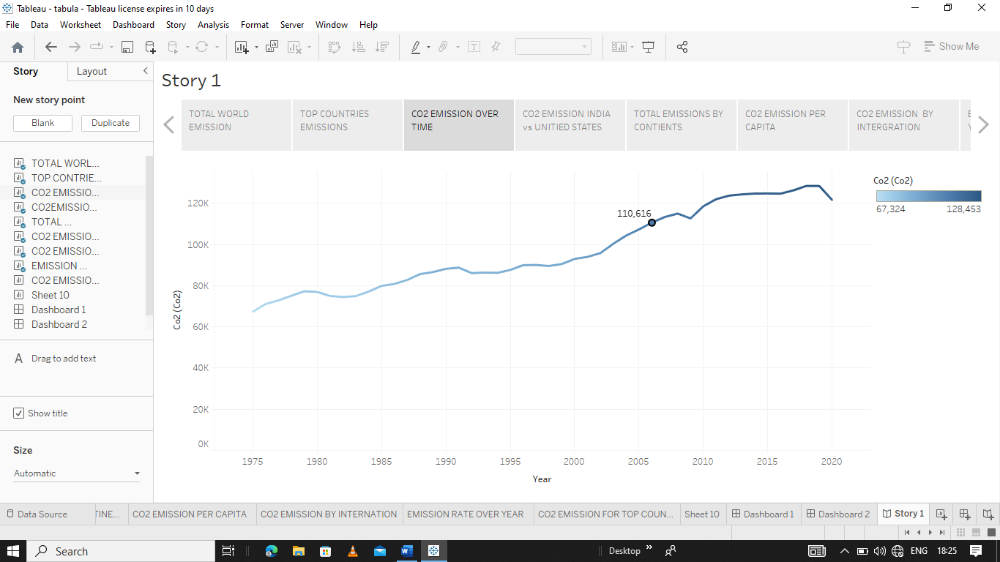 Tableau - tabula - Tableau license expires in 10 days
File Data Worksheet Dashboard Story Analysis Format Server Window Help
Show Me
Story Layout
New story point
Blank Duplicate
TOTAL WORL...
TOP CONTRIE...
CO2 EMISSIO...
CO2EMISSIO...
TOTAL ...
CO2 EMISSIO...
CO2 EMISSIO...
EMISSION ...
CO2 EMISSIO...
Sheet 10
Dashboard 1
Dashboard 2
A Drag to add text
Show title
Size
Automatic
Story 1
TOTAL WORLD
EMISSION
TOP COUNTRIES
EMISSIONS
CO2 EMISSION OVER
TIME
CO2 EMISSION INDIA
vs UNITIED STATES
TOTAL EMISSIONS BY
CONTIENTS
CO2 EMISSION PER
CAPITA
CO2 EMISSION  BY
INTERGRATION
Co2 (Co2)
120K
100K
80K
60K
40K
20K
0K
110,616
1975 1980 1985 1990 1995 2000 2005 2010 2015 2020
Year
Co2 (Co2)
67,324 128,453
Data Source TINE... CO2 EMISSION PER CAPITA CO2 EMISSION BY INTERNATION EMISSION RATE OVER YEAR CO2 EMISSION FOR TOP COUN... Sheet 10 Dashboard 1 Dashboard 2 Story 1
Search Desktop ENG 18:25